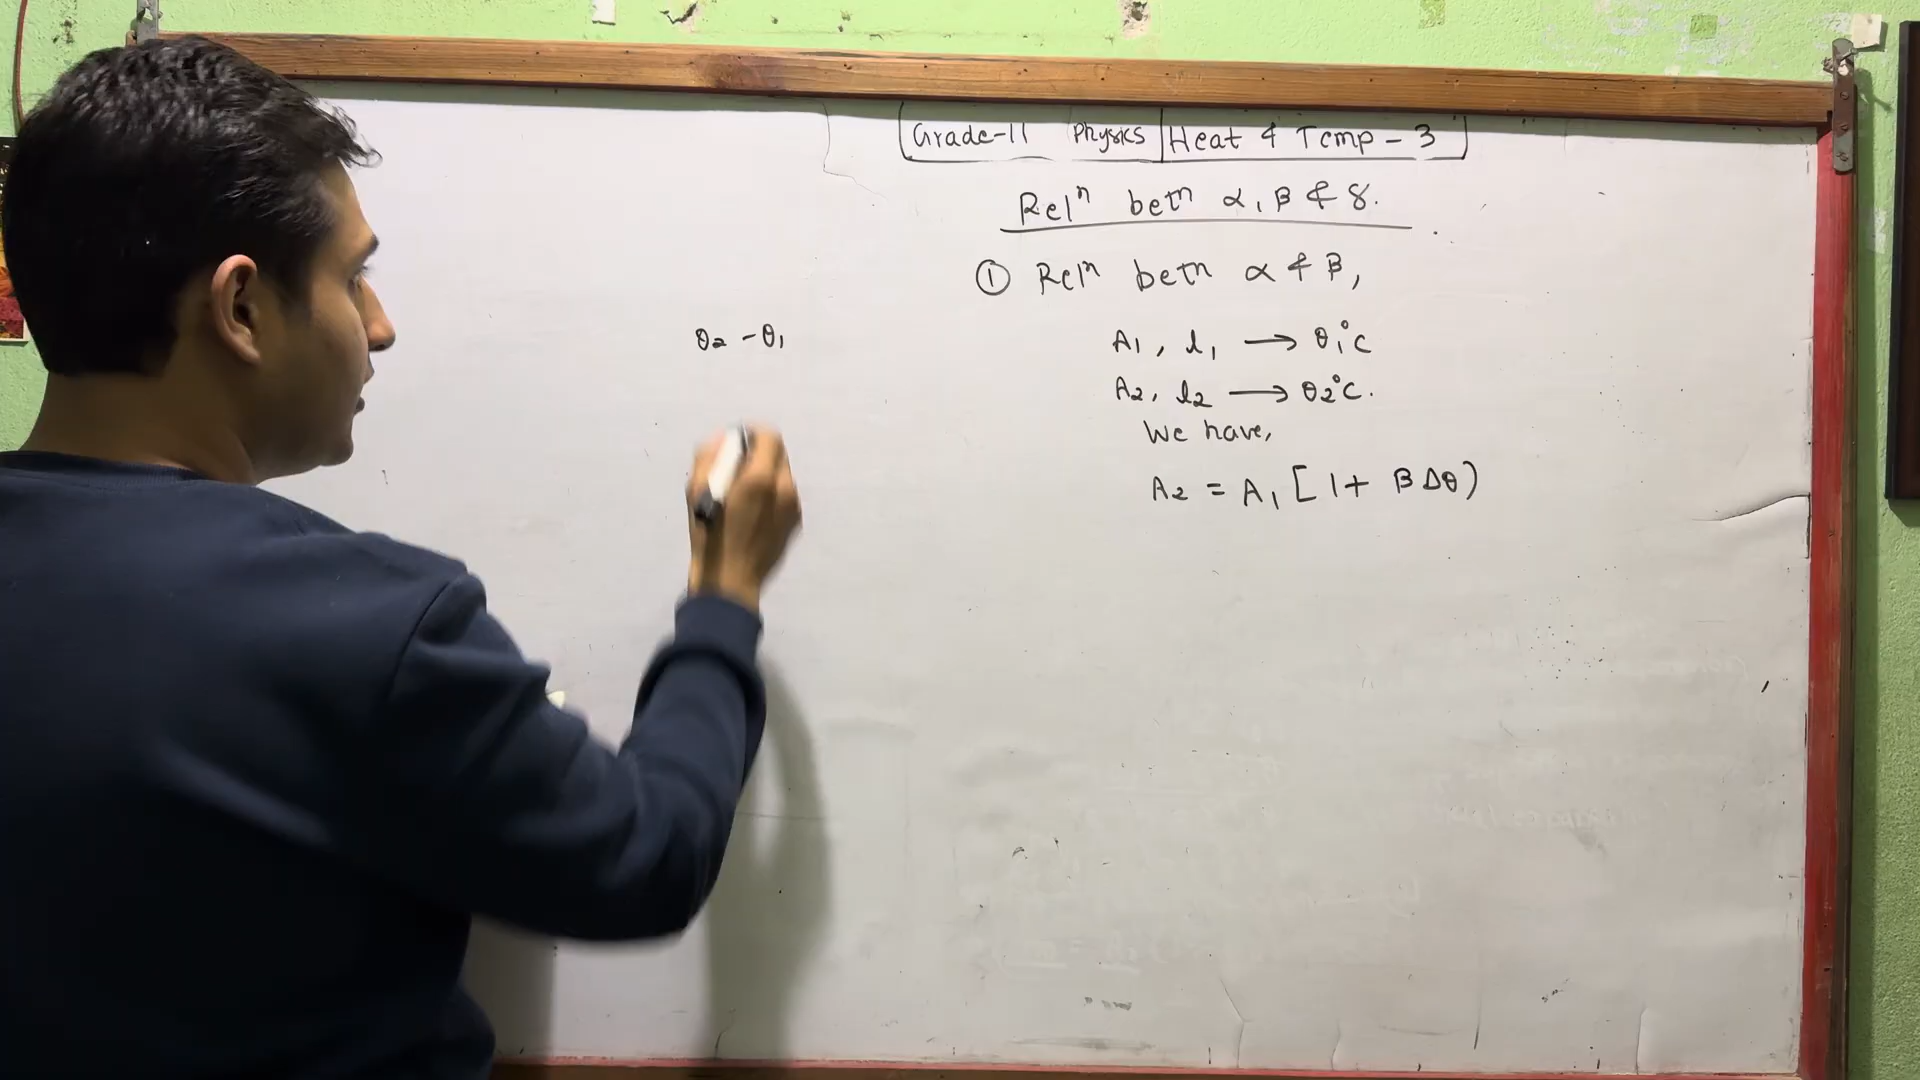 Grade-11 Physics Heat & Temp - 3
Relⁿ betⁿ α, β & γ.
① Relⁿ betⁿ α & β,
θ₂ - θ₁
A₁, l₁ → θ₁°C
A₂, l₂ → θ₂°C.
We have,
A₂ = A₁ [1 + β Δθ)